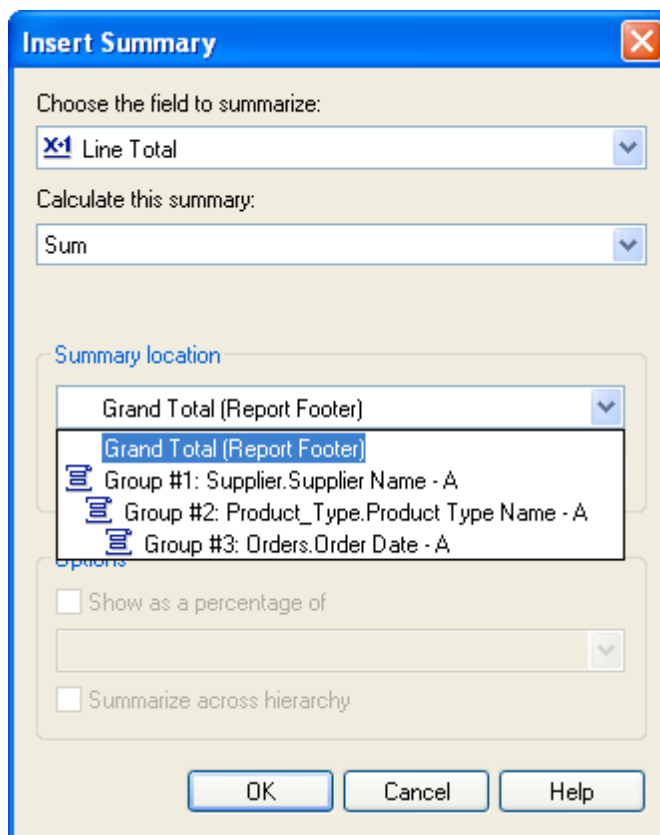 Insert Summary
Choose the field to summarize:
X+1 Line Total
Calculate this summary:
Sum
Summary location
Grand Total (Report Footer)
Grand Total (Report Footer)
Group #1: Supplier.Supplier Name - A
Group #2: Product_Type.Product Type Name - A
Group #3: Orders.Order Date - A
Options
Show as a percentage of
Summarize across hierarchy
OK Cancel Help